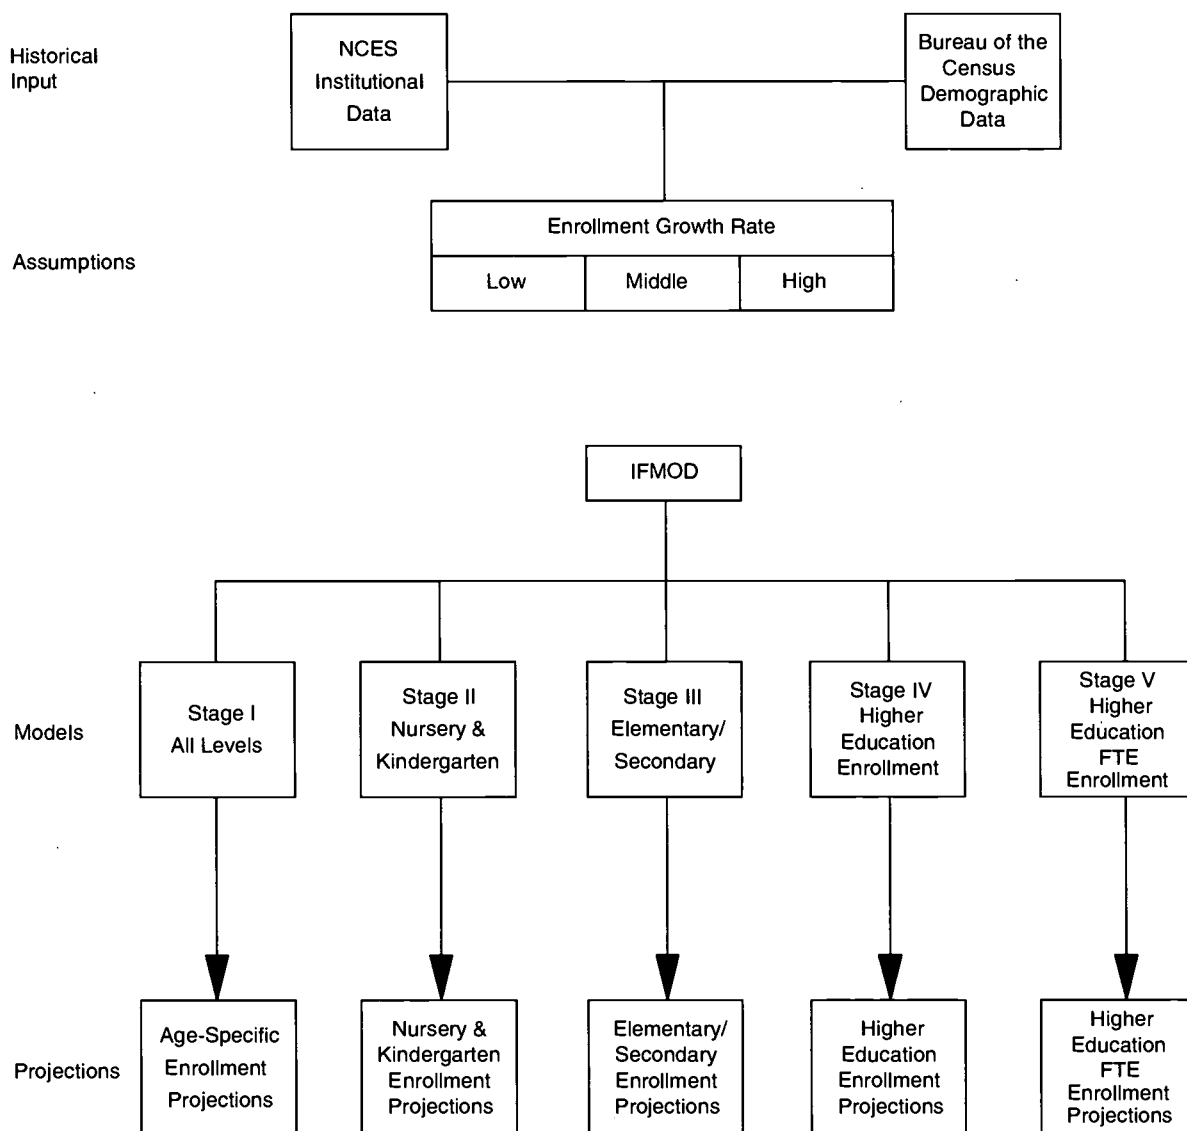 Historical
Input
NCES
Institutional
Data
Bureau of the
Census
Demographic
Data
Assumptions
Enrollment Growth Rate
Low
Middle
High
IFMOD
Models
Stage I
All Levels
Stage II
Nursery &
Kindergarten
Stage III
Elementary/
Secondary
Stage IV
Higher
Education
Enrollment
Stage V
Higher
Education
FTE
Enrollment
Projections
Age-Specific
Enrollment
Projections
Nursery &
Kindergarten
Enrollment
Projections
Elementary/
Secondary
Enrollment
Projections
Higher
Education
Enrollment
Projections
Higher
Education
FTE
Enrollment
Projections